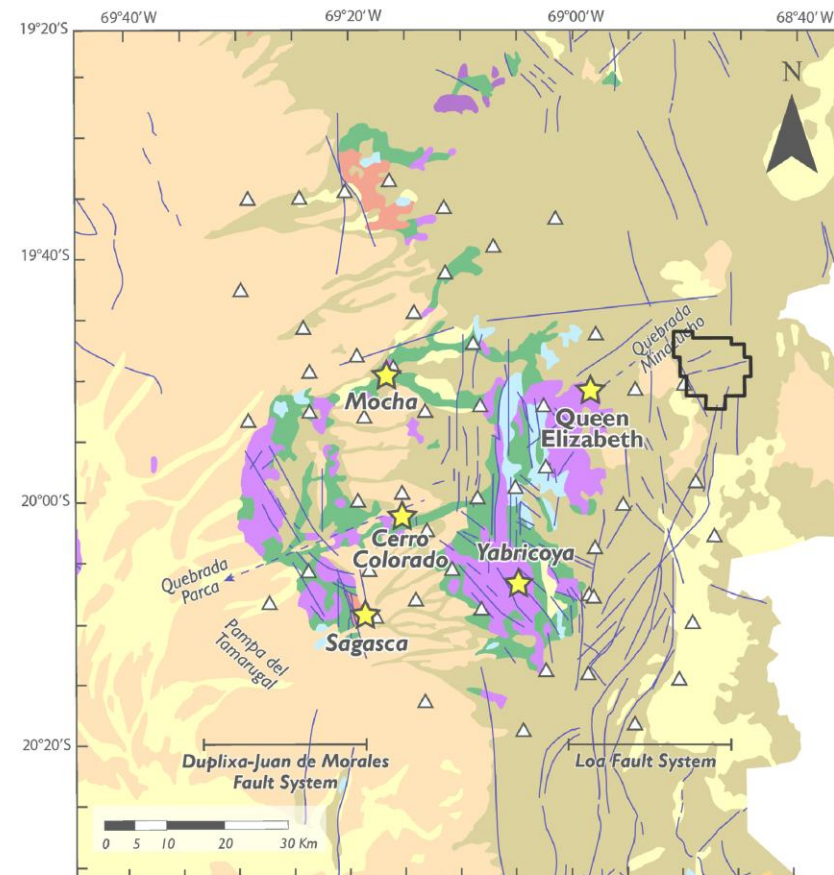 69°40'W
69°20'W
69°00'W
68°40'W
19°20'S
N
19°40'S
Quebrada
Minacucho
Mocha
Queen
Elizabeth
20°00'S
Cerro
Colorado
Yabricoya
Quebrada
Parca
Sagasca
Pampa del
Tamarugal
20°20'S
Duplixa-Juan de Morales
Fault System
Loa Fault System
0 5 10 20 30 Km